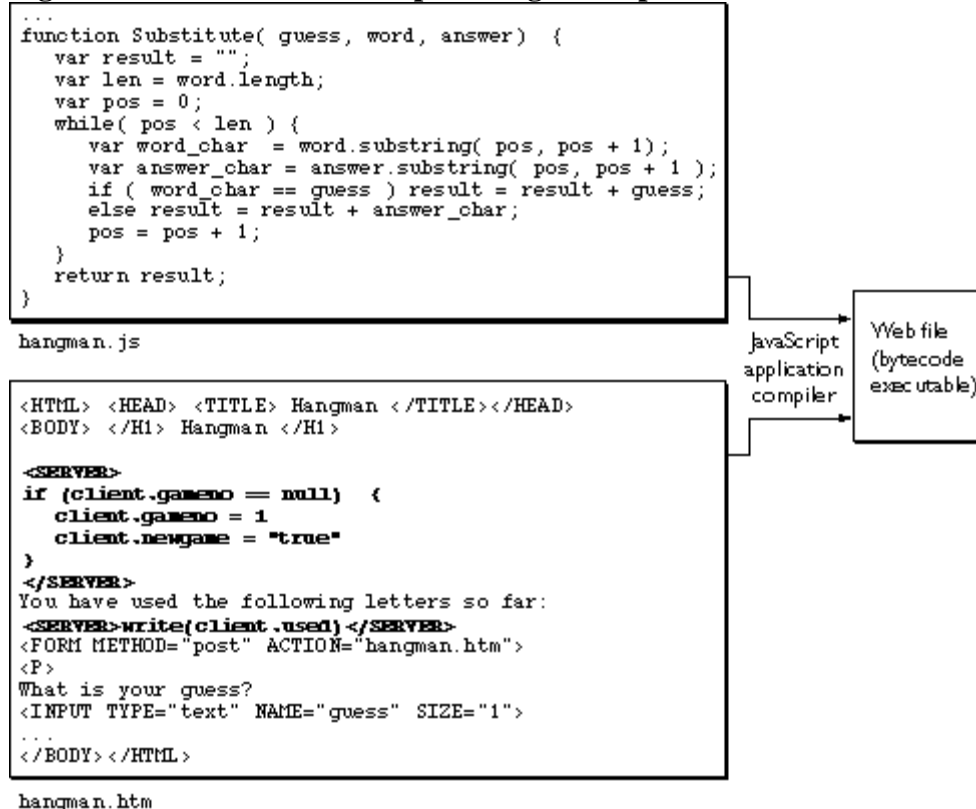 ...
function Substitute( guess, word, answer)  {
   var result = "";
   var len = word.length;
   var pos = 0;
   while( pos < len ) {
      var word_char  = word.substring( pos, pos + 1);
      var answer_char = answer.substring( pos, pos + 1 );
      if ( word_char == guess ) result = result + guess;
      else result = result + answer_char;
      pos = pos + 1;
   }
   return result;
}
hangman.js
JavaScript
application
compiler
Web file
(bytecode
executable)
<HTML> <HEAD> <TITLE> Hangman </TITLE></HEAD>
<BODY> </H1> Hangman </H1>
<SERVER>
if (client.gameno == null)  {
   client.gameno = 1
   client.newgame = "true"
}
</SERVER>
You have used the following letters so far:
<SERVER>write(client.used)</SERVER>
<FORM METHOD="post" ACTION="hangman.htm">
<P>
What is your guess?
<INPUT TYPE="text" NAME="guess" SIZE="1">
...
</BODY></HTML>
hangman.htm